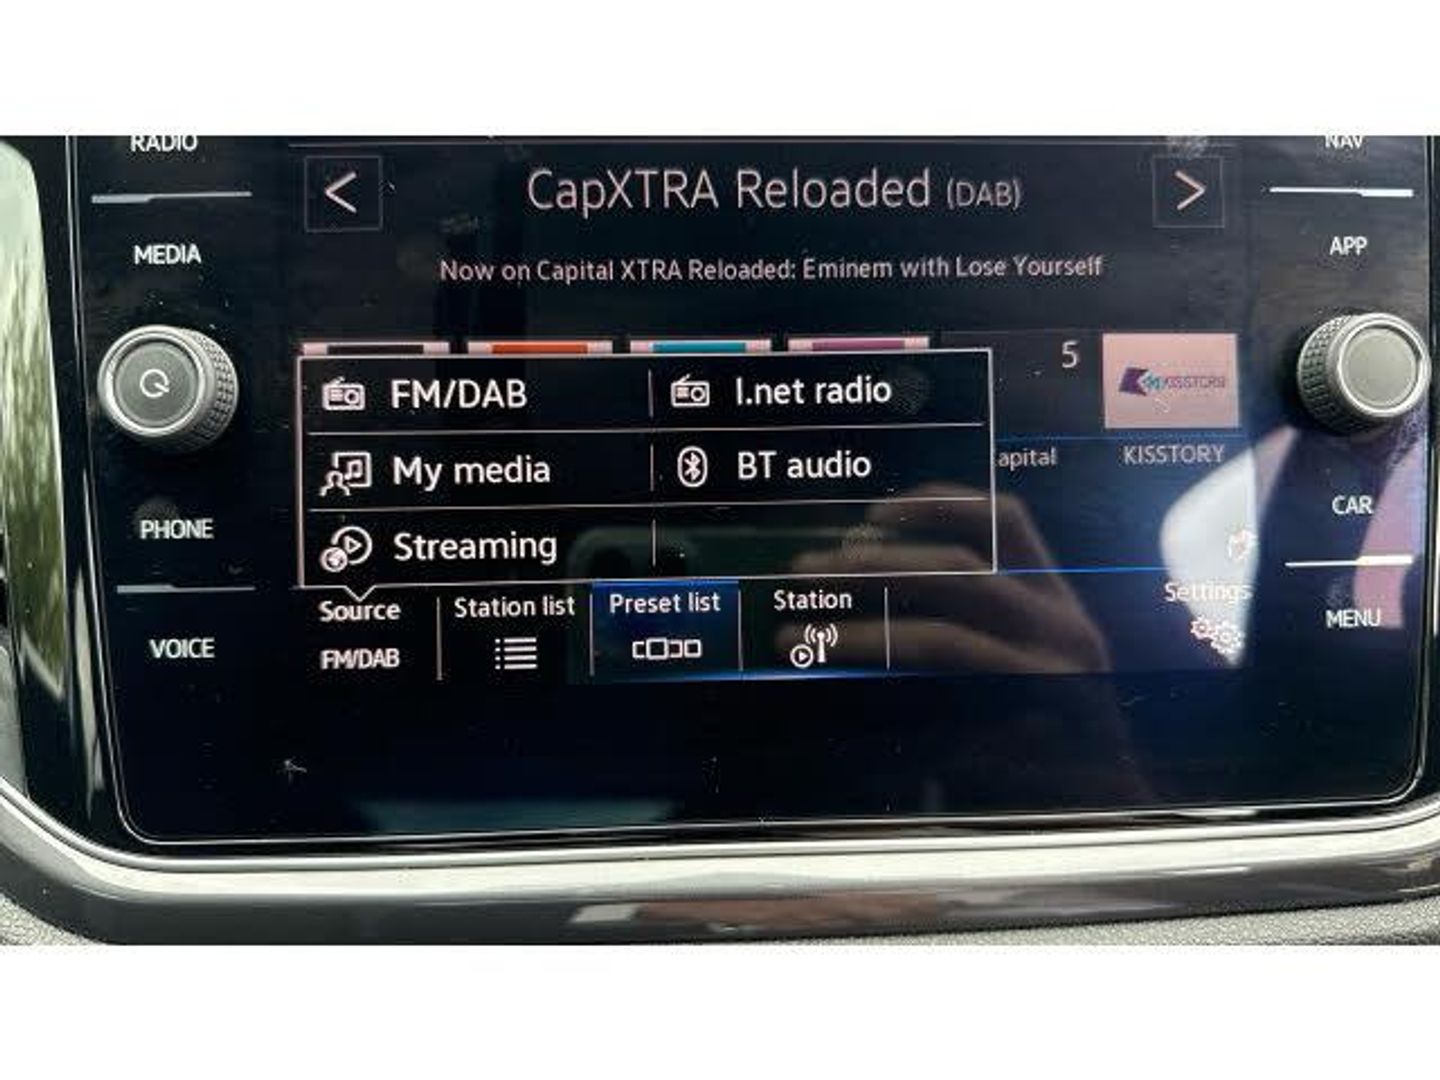 RADIO
NAV
CapXTRA Reloaded (DAB)
MEDIA
APP
Now on Capital XTRA Reloaded: Eminem with Lose Yourself
5
KISSTORY
FM/DAB
I.net radio
My media
BT audio
apital
KISSTORY
Streaming
PHONE
CAR
Source
Station list
Preset list
Station
Settings
FM/DAB
VOICE
MENU